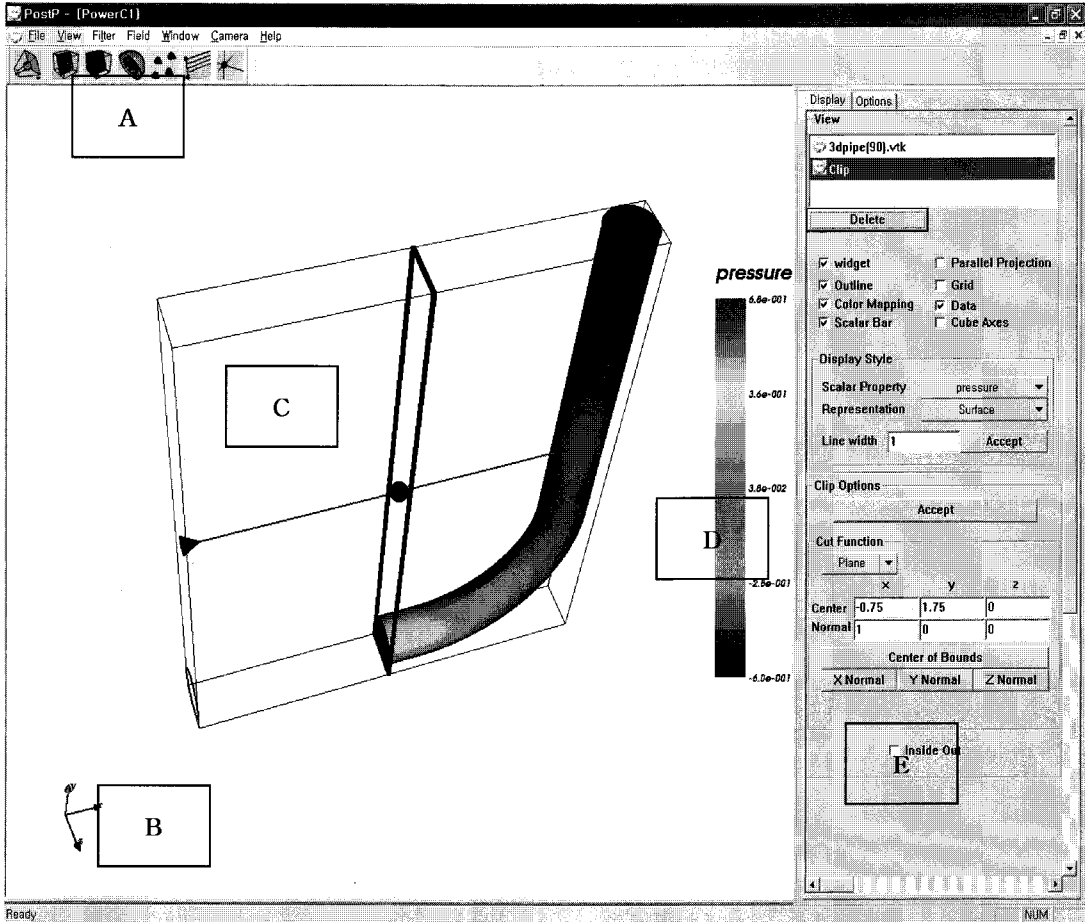 PostP - [PowerC1]
File View Filter Field Window Camera Help
A
Display Options
View
3dpipe(90).vtk
Clip
Delete
widget Parallel Projection
Outline Grid
Color Mapping Data
Scalar Bar Cube Axes
pressure
6.8e-001
3.6e-001
3.8e-002
-2.8e-001
-6.0e-001
C
D
Display Style
Scalar Property pressure
Representation Surface
Line width 1 Accept
Clip Options
Accept
Cut Function
Plane
x y z
Center -0.75 1.75 0
Normal 1 0 0
Center of Bounds
X Normal Y Normal Z Normal
Inside Out
E
y
B
Ready NUM